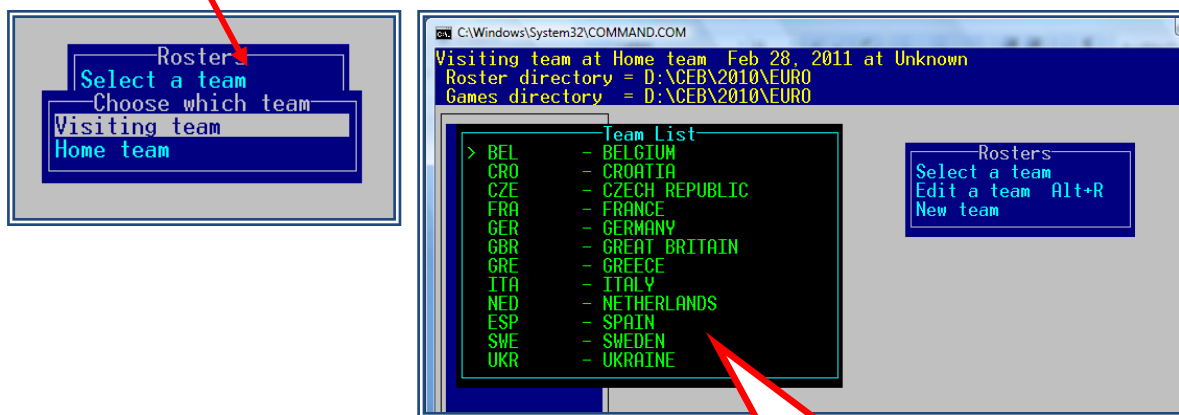 Rosters
Select a team
Choose which team
Visiting team
Home team
C:\Windows\System32\COMMAND.COM
Visiting team at Home team Feb 28, 2011 at Unknown
Roster directory = D:\CEB\2010\EURO
Games directory = D:\CEB\2010\EURO
Team List
> BEL - BELGIUM
CRO - CROATIA
CZE - CZECH REPUBLIC
FRA - FRANCE
GER - GERMANY
GBR - GREAT BRITAIN
GRE - GREECE
ITA - ITALY
NED - NETHERLANDS
ESP - SPAIN
SWE - SWEDEN
UKR - UKRAINE
Rosters
Select a team
Edit a team Alt+R
New team